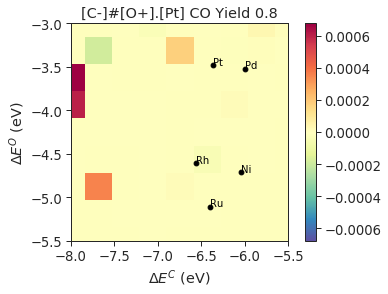 [C-]#[O+].[Pt] CO Yield 0.8
−3.0
−3.5
−4.0
−4.5
−5.0
−5.5
ΔE^O (eV)
Pt
Pd
Rh
Ni
Ru
−8.0 −7.5 −7.0 −6.5 −6.0 −5.5
ΔE^C (eV)
0.0006
0.0004
0.0002
0.0000
−0.0002
−0.0004
−0.0006